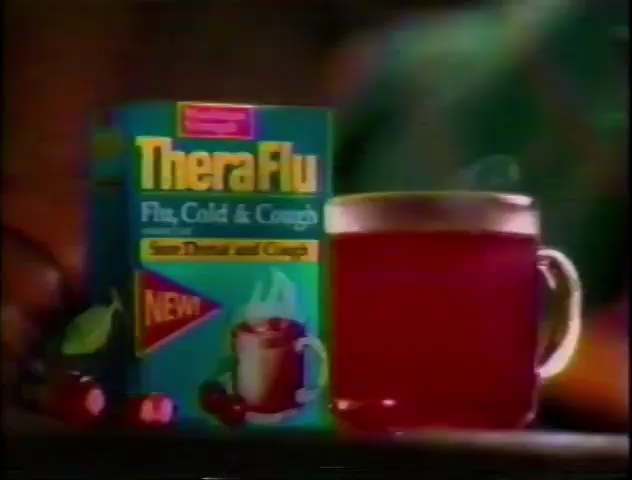 TheraFlu
Flu, Cold & Cough
Sore Throat and Cough
NEW!